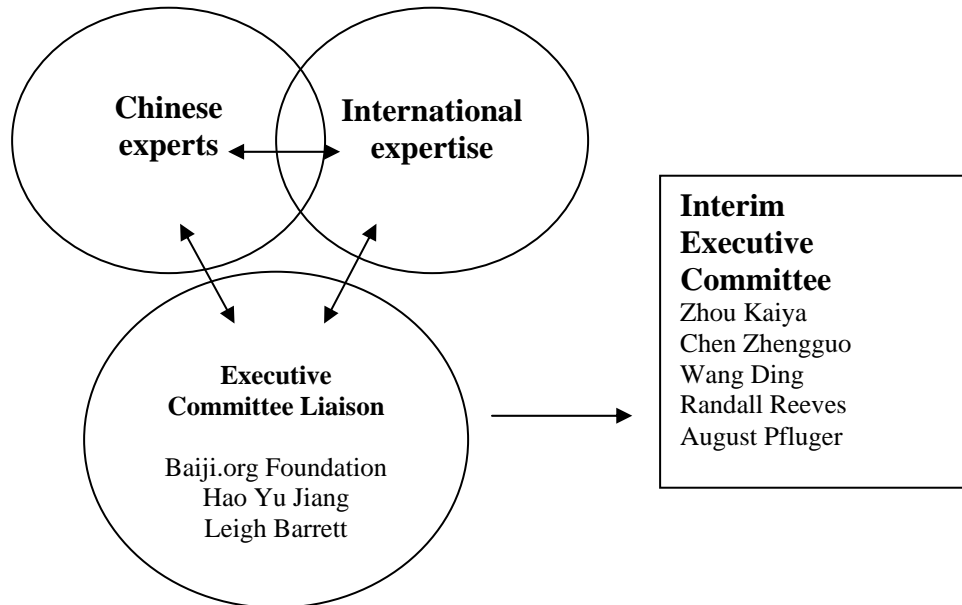 Chinese
experts
International
expertise
Executive
Committee Liaison
Baiji.org Foundation
Hao Yu Jiang
Leigh Barrett
Interim
Executive
Committee
Zhou Kaiya
Chen Zhengguo
Wang Ding
Randall Reeves
August Pfluger